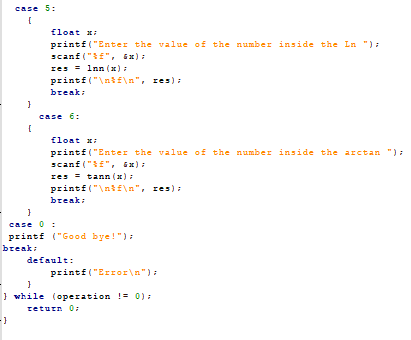 case 5:
{
float x;
printf("Enter the value of the number inside the Ln ");
scanf("%f", &x);
res = lnn(x);
printf("\n%f\n", res);
break;
}
case 6:
{
float x;
printf("Enter the value of the number inside the arctan ");
scanf("%f", &x);
res = tann(x);
printf("\n%f\n", res);
break;
}
case 0 :
printf ("Good bye!");
break;
default:
printf("Error\n");
}
} while (operation != 0);
return 0;
}